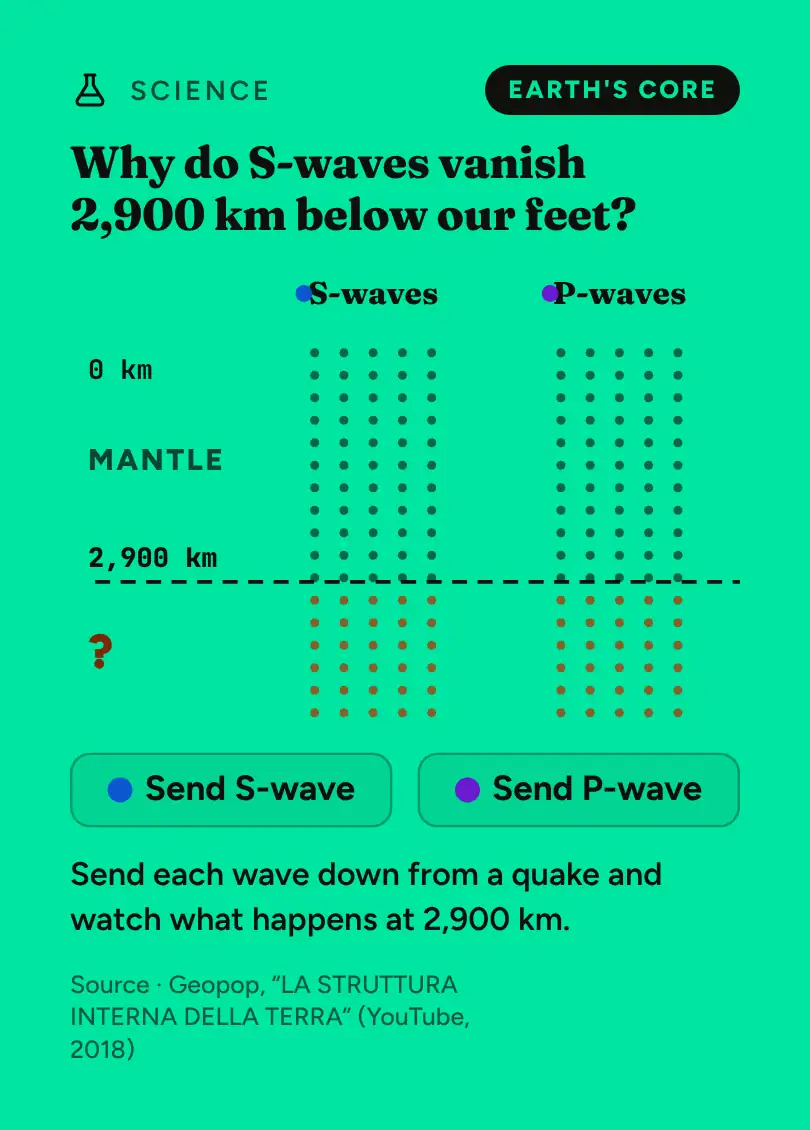 SCIENCE
EARTH'S CORE
Why do S-waves vanish
2,900 km below our feet?
S-waves
P-waves
0 km
MANTLE
2,900 km
?
Send S-wave
Send P-wave
Send each wave down from a quake and
watch what happens at 2,900 km.
Source · Geopop, “LA STRUTTURA
INTERNA DELLA TERRA” (YouTube,
2018)